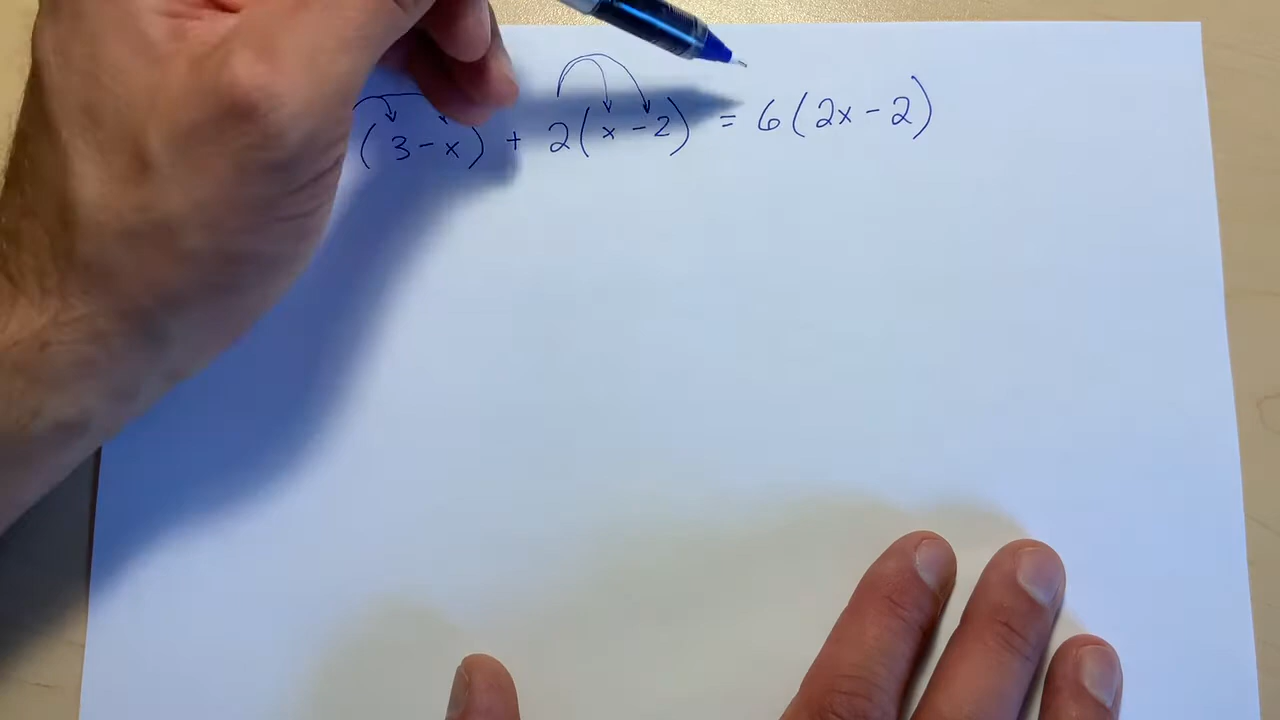 (3-x) + 2(x-2) = 6(2x-2)